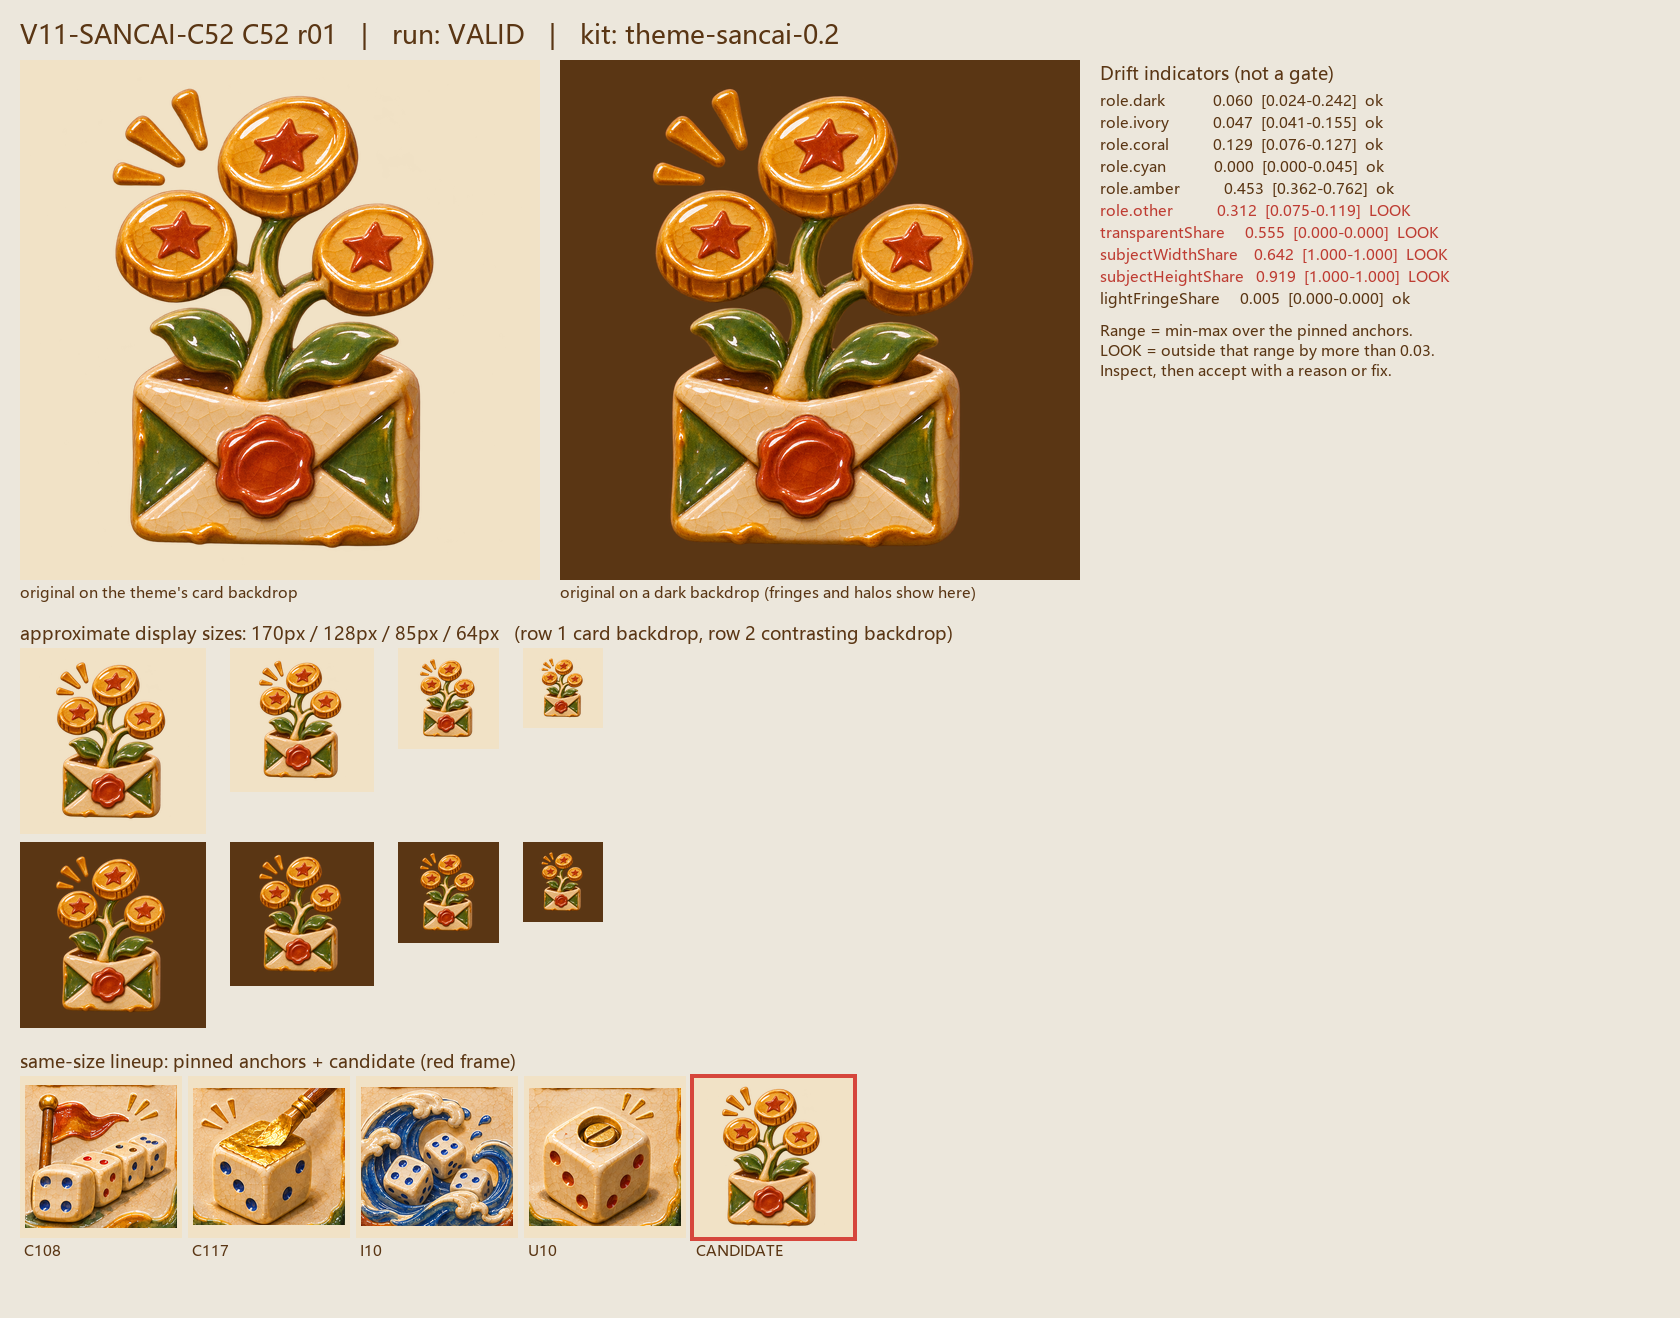 V11-SANCAI-C52 C52 r01 | run: VALID | kit: theme-sancai-0.2
Drift indicators (not a gate)
role.dark 0.060 [0.024-0.242] ok
role.ivory 0.047 [0.041-0.155] ok
role.coral 0.129 [0.076-0.127] ok
role.cyan 0.000 [0.000-0.045] ok
role.amber 0.453 [0.362-0.762] ok
role.other 0.312 [0.075-0.119] LOOK
transparentShare 0.555 [0.000-0.000] LOOK
subjectWidthShare 0.642 [1.000-1.000] LOOK
subjectHeightShare 0.919 [1.000-1.000] LOOK
lightFringeShare 0.005 [0.000-0.000] ok
Range = min-max over the pinned anchors.
LOOK = outside that range by more than 0.03.
Inspect, then accept with a reason or fix.
original on the theme's card backdrop
original on a dark backdrop (fringes and halos show here)
approximate display sizes: 170px / 128px / 85px / 64px (row 1 card backdrop, row 2 contrasting backdrop)
same-size lineup: pinned anchors + candidate (red frame)
C108
C117
I10
U10
CANDIDATE